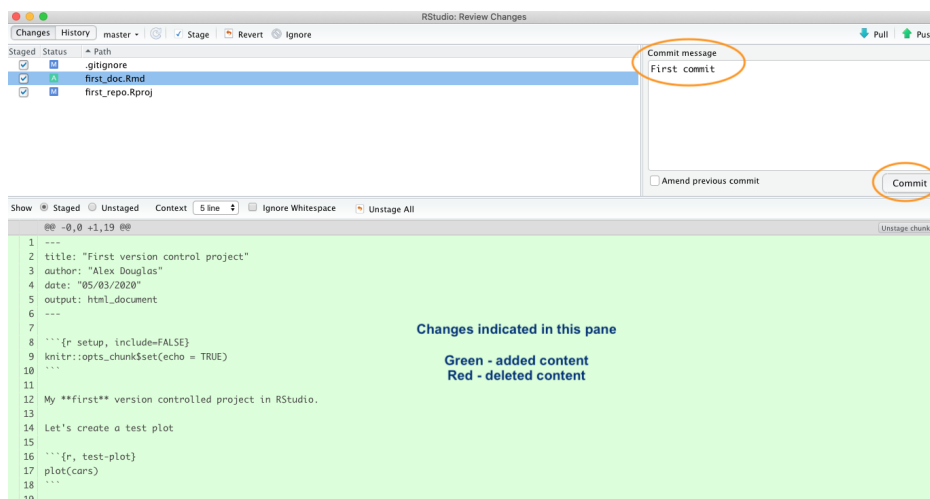 RStudio: Review Changes
Changes History master Stage Revert Ignore Pull Pus
Staged Status Path
M .gitignore
A first_doc.Rmd
M first_repo.Rproj
Commit message
First commit
Amend previous commit
Commit
Show Staged Unstaged Context 5 line Ignore Whitespace Unstage All
@@ -0,0 +1,19 @@ Unstage chunk
1 ---
2 title: "First version control project"
3 author: "Alex Douglas"
4 date: "05/03/2020"
5 output: html_document
6 ---
7
8 ```{r setup, include=FALSE}
9 knitr::opts_chunk$set(echo = TRUE)
10 ```
11
12 My **first** version controlled project in RStudio.
13
14 Let's create a test plot
15
16 ```{r, test-plot}
17 plot(cars)
18 ```
19
Changes indicated in this pane
Green - added content
Red - deleted content